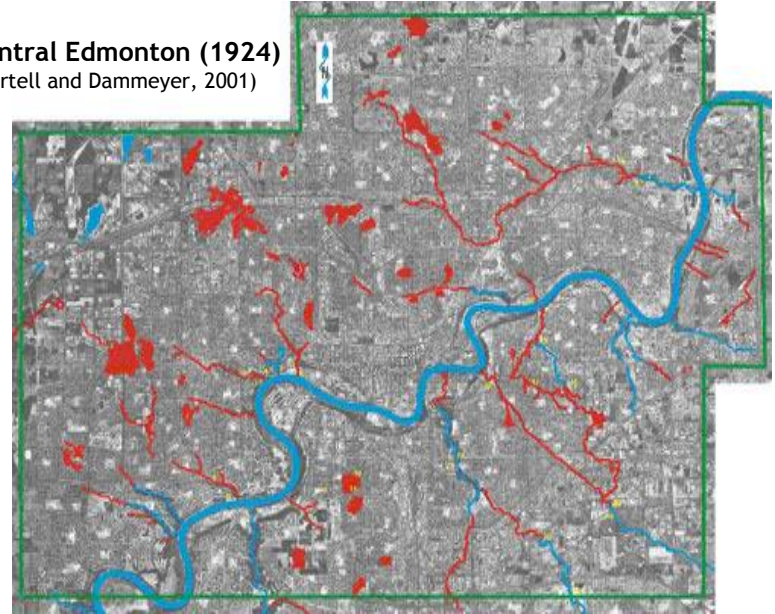 ntral Edmonton (1924)
rtell and Dammeyer, 2001)
N